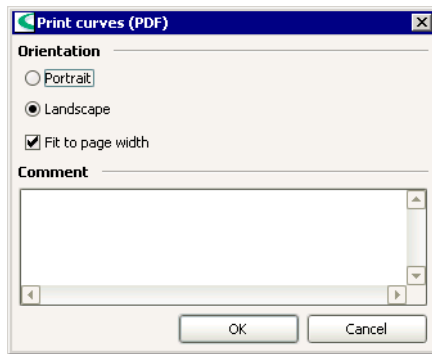 Print curves (PDF)
Orientation
Portrait
Landscape
Fit to page width
Comment
OK Cancel